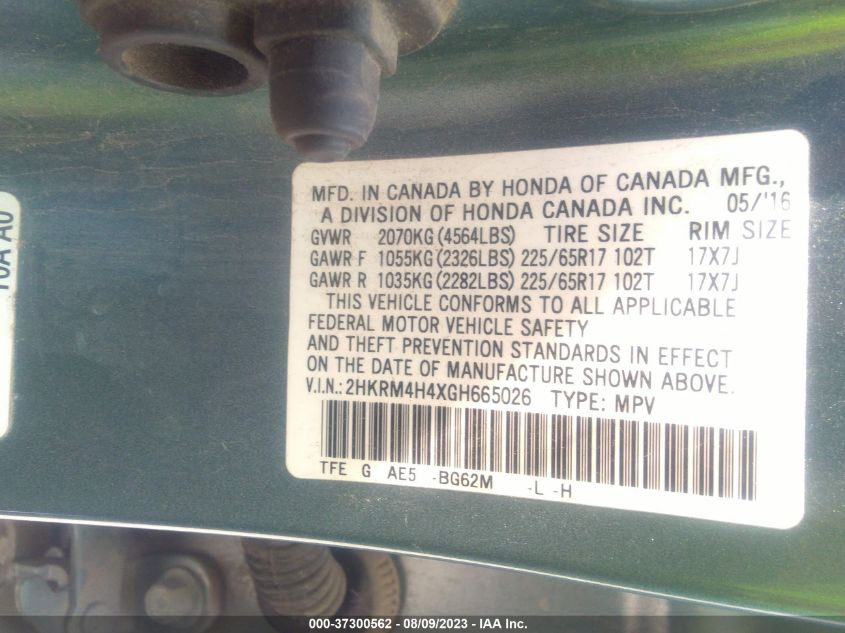 MFD. IN CANADA BY HONDA OF CANADA MFG.,
A DIVISION OF HONDA CANADA INC. 05/'16
GVWR 2070KG(4564LBS) TIRE SIZE RIM SIZE
GAWR F 1055KG(2326LBS) 225/65R17 102T 17X7J
GAWR R 1035KG(2282LBS) 225/65R17 102T 17X7J
THIS VEHICLE CONFORMS TO ALL APPLICABLE
FEDERAL MOTOR VEHICLE SAFETY
AND THEFT PREVENTION STANDARDS IN EFFECT
ON THE DATE OF MANUFACTURE SHOWN ABOVE.
V.I.N.: 2HKRM4H4XGH665026 TYPE: MPV
TFE G AE5 -BG62M -L -H
000-37300562 / 08/09/2023 - IAA Inc.